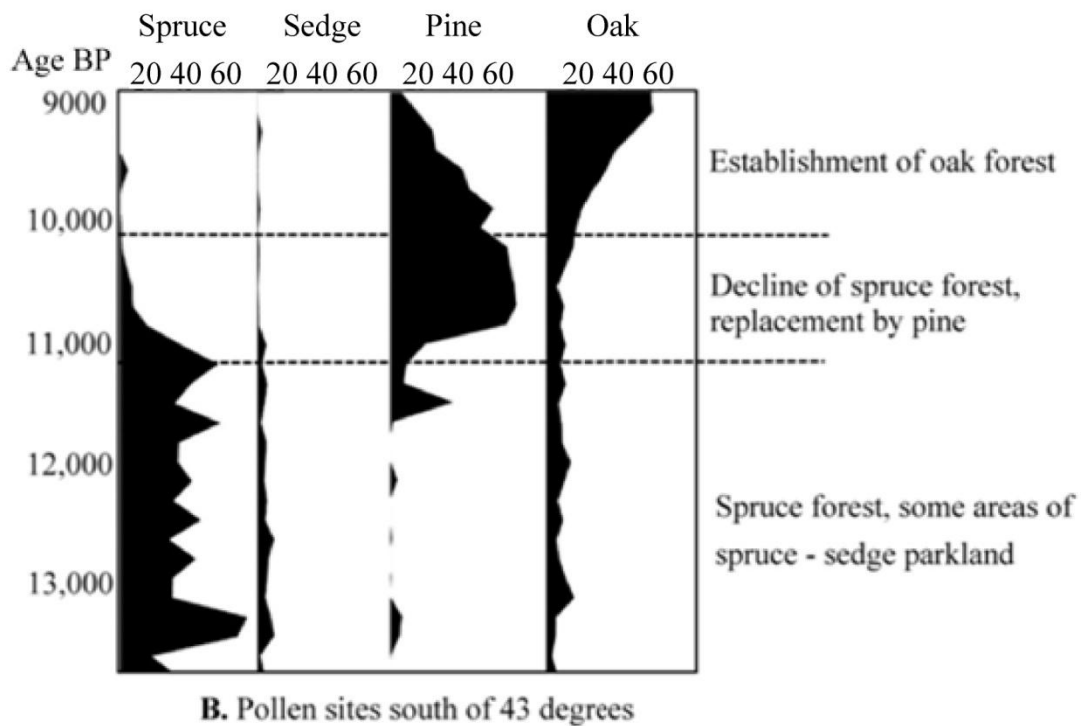 Spruce Sedge Pine Oak
Age BP
20 40 60 20 40 60 20 40 60 20 40 60
9000
Establishment of oak forest
10,000
Decline of spruce forest,
replacement by pine
11,000
12,000
Spruce forest, some areas of
spruce - sedge parkland
13,000
B. Pollen sites south of 43 degrees